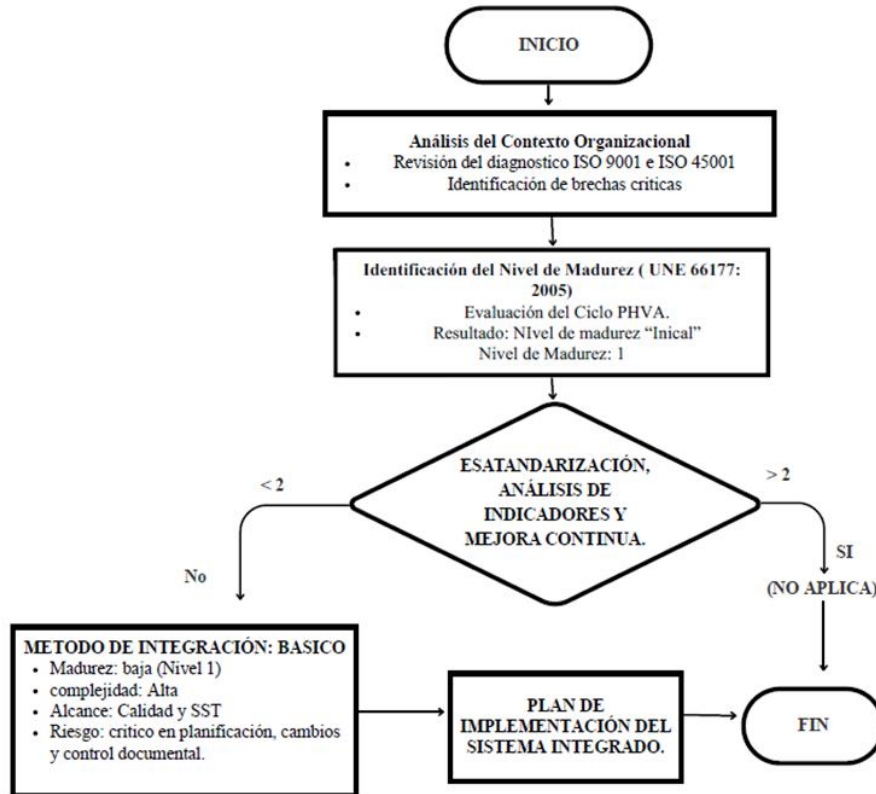 INICIO
Análisis del Contexto Organizacional
• Revisión del diagnostico ISO 9001 e ISO 45001
• Identificación de brechas criticas
Identificación del Nivel de Madurez ( UNE 66177:
2005)
• Evaluación del Ciclo PHVA.
• Resultado: NIvel de madurez “Inical”
Nivel de Madurez: 1
ESATANDARIZACIÓN,
ANÁLISIS DE
INDICADORES Y
MEJORA CONTINUA.
< 2
> 2
No
SI
(NO APLICA)
METODO DE INTEGRACIÓN: BASICO
• Madurez: baja (Nivel 1)
• complejidad: Alta
• Alcance: Calidad y SST
• Riesgo: critico en planificación, cambios
y control documental.
PLAN DE
IMPLEMENTACIÓN DEL
SISTEMA INTEGRADO.
FIN